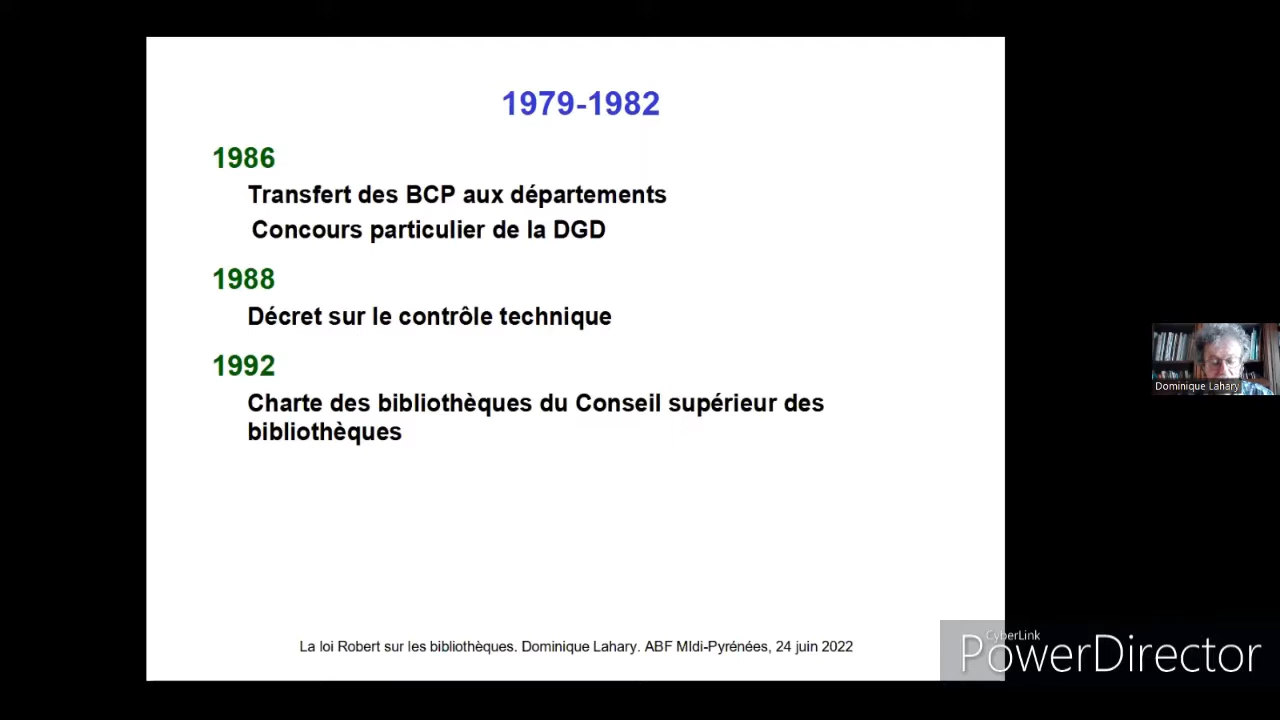 1979-1982
1986
Transfert des BCP aux départements
Concours particulier de la DGD
1988
Décret sur le contrôle technique
1992
Charte des bibliothèques du Conseil supérieur des
bibliothèques
Dominique Lahary
La loi Robert sur les bibliothèques. Dominique Lahary. ABF MIdi-Pyrénées, 24 juin 2022
CyberLink
PowerDirector